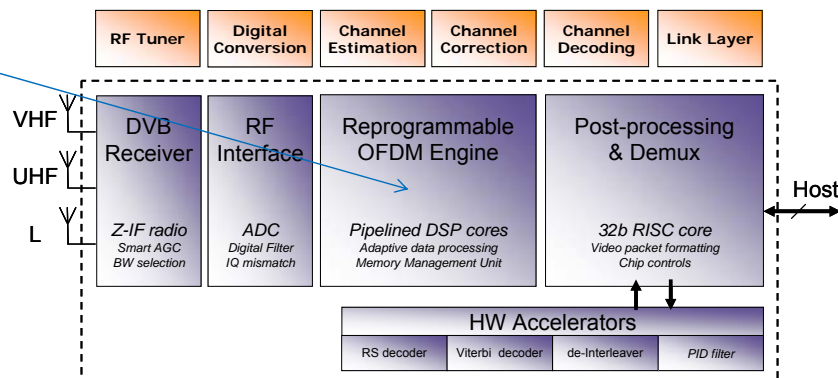 RF Tuner
Digital
Conversion
Channel
Estimation
Channel
Correction
Channel
Decoding
Link Layer
VHF
UHF
L
DVB
Receiver
Z-IF radio
Smart AGC
BW selection
RF
Interface
ADC
Digital Filter
IQ mismatch
Reprogrammable
OFDM Engine
Pipelined DSP cores
Adaptive data processing
Memory Management Unit
Post-processing
& Demux
32b RISC core
Video packet formatting
Chip controls
Host
HW Accelerators
RS decoder
Viterbi decoder
de-Interleaver
PID filter